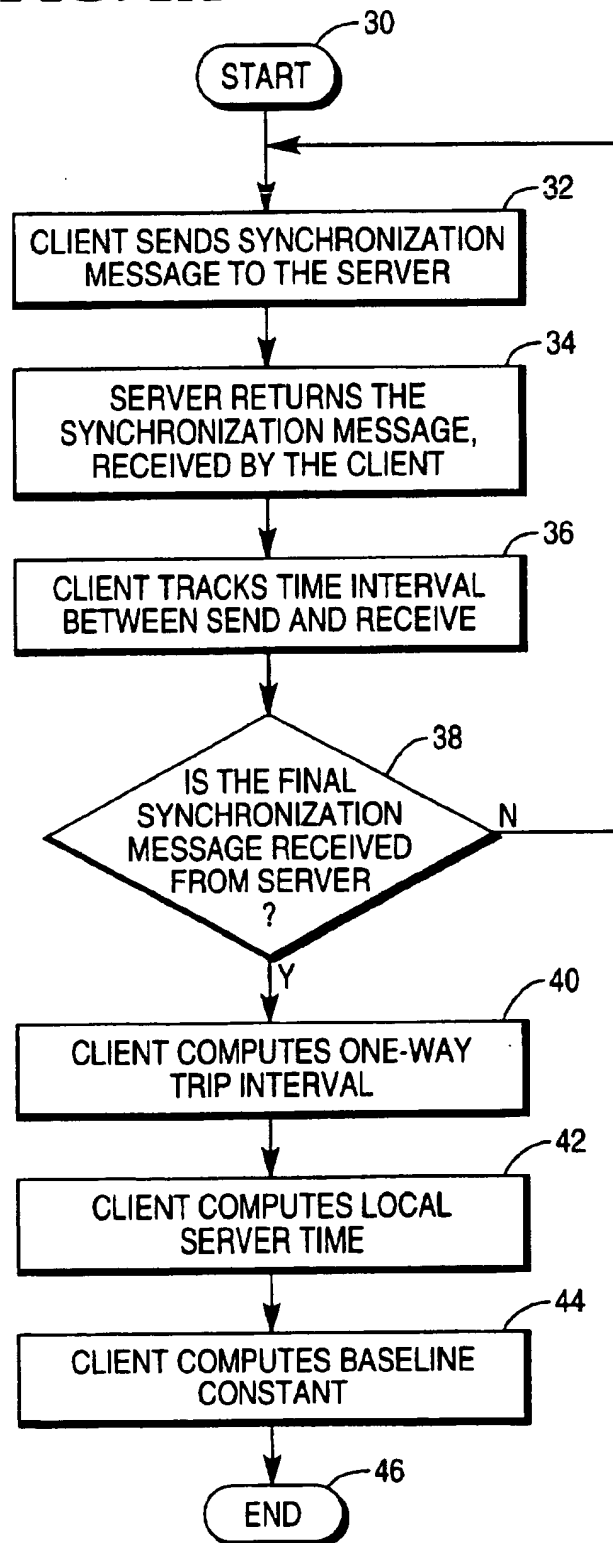 30
START
32
CLIENT SENDS SYNCHRONIZATION
MESSAGE TO THE SERVER
34
SERVER RETURNS THE
SYNCHRONIZATION MESSAGE,
RECEIVED BY THE CLIENT
36
CLIENT TRACKS TIME INTERVAL
BETWEEN SEND AND RECEIVE
38
IS THE FINAL
SYNCHRONIZATION
MESSAGE RECEIVED
FROM SERVER
?
N
Y
40
CLIENT COMPUTES ONE-WAY
TRIP INTERVAL
42
CLIENT COMPUTES LOCAL
SERVER TIME
44
CLIENT COMPUTES BASELINE
CONSTANT
46
END